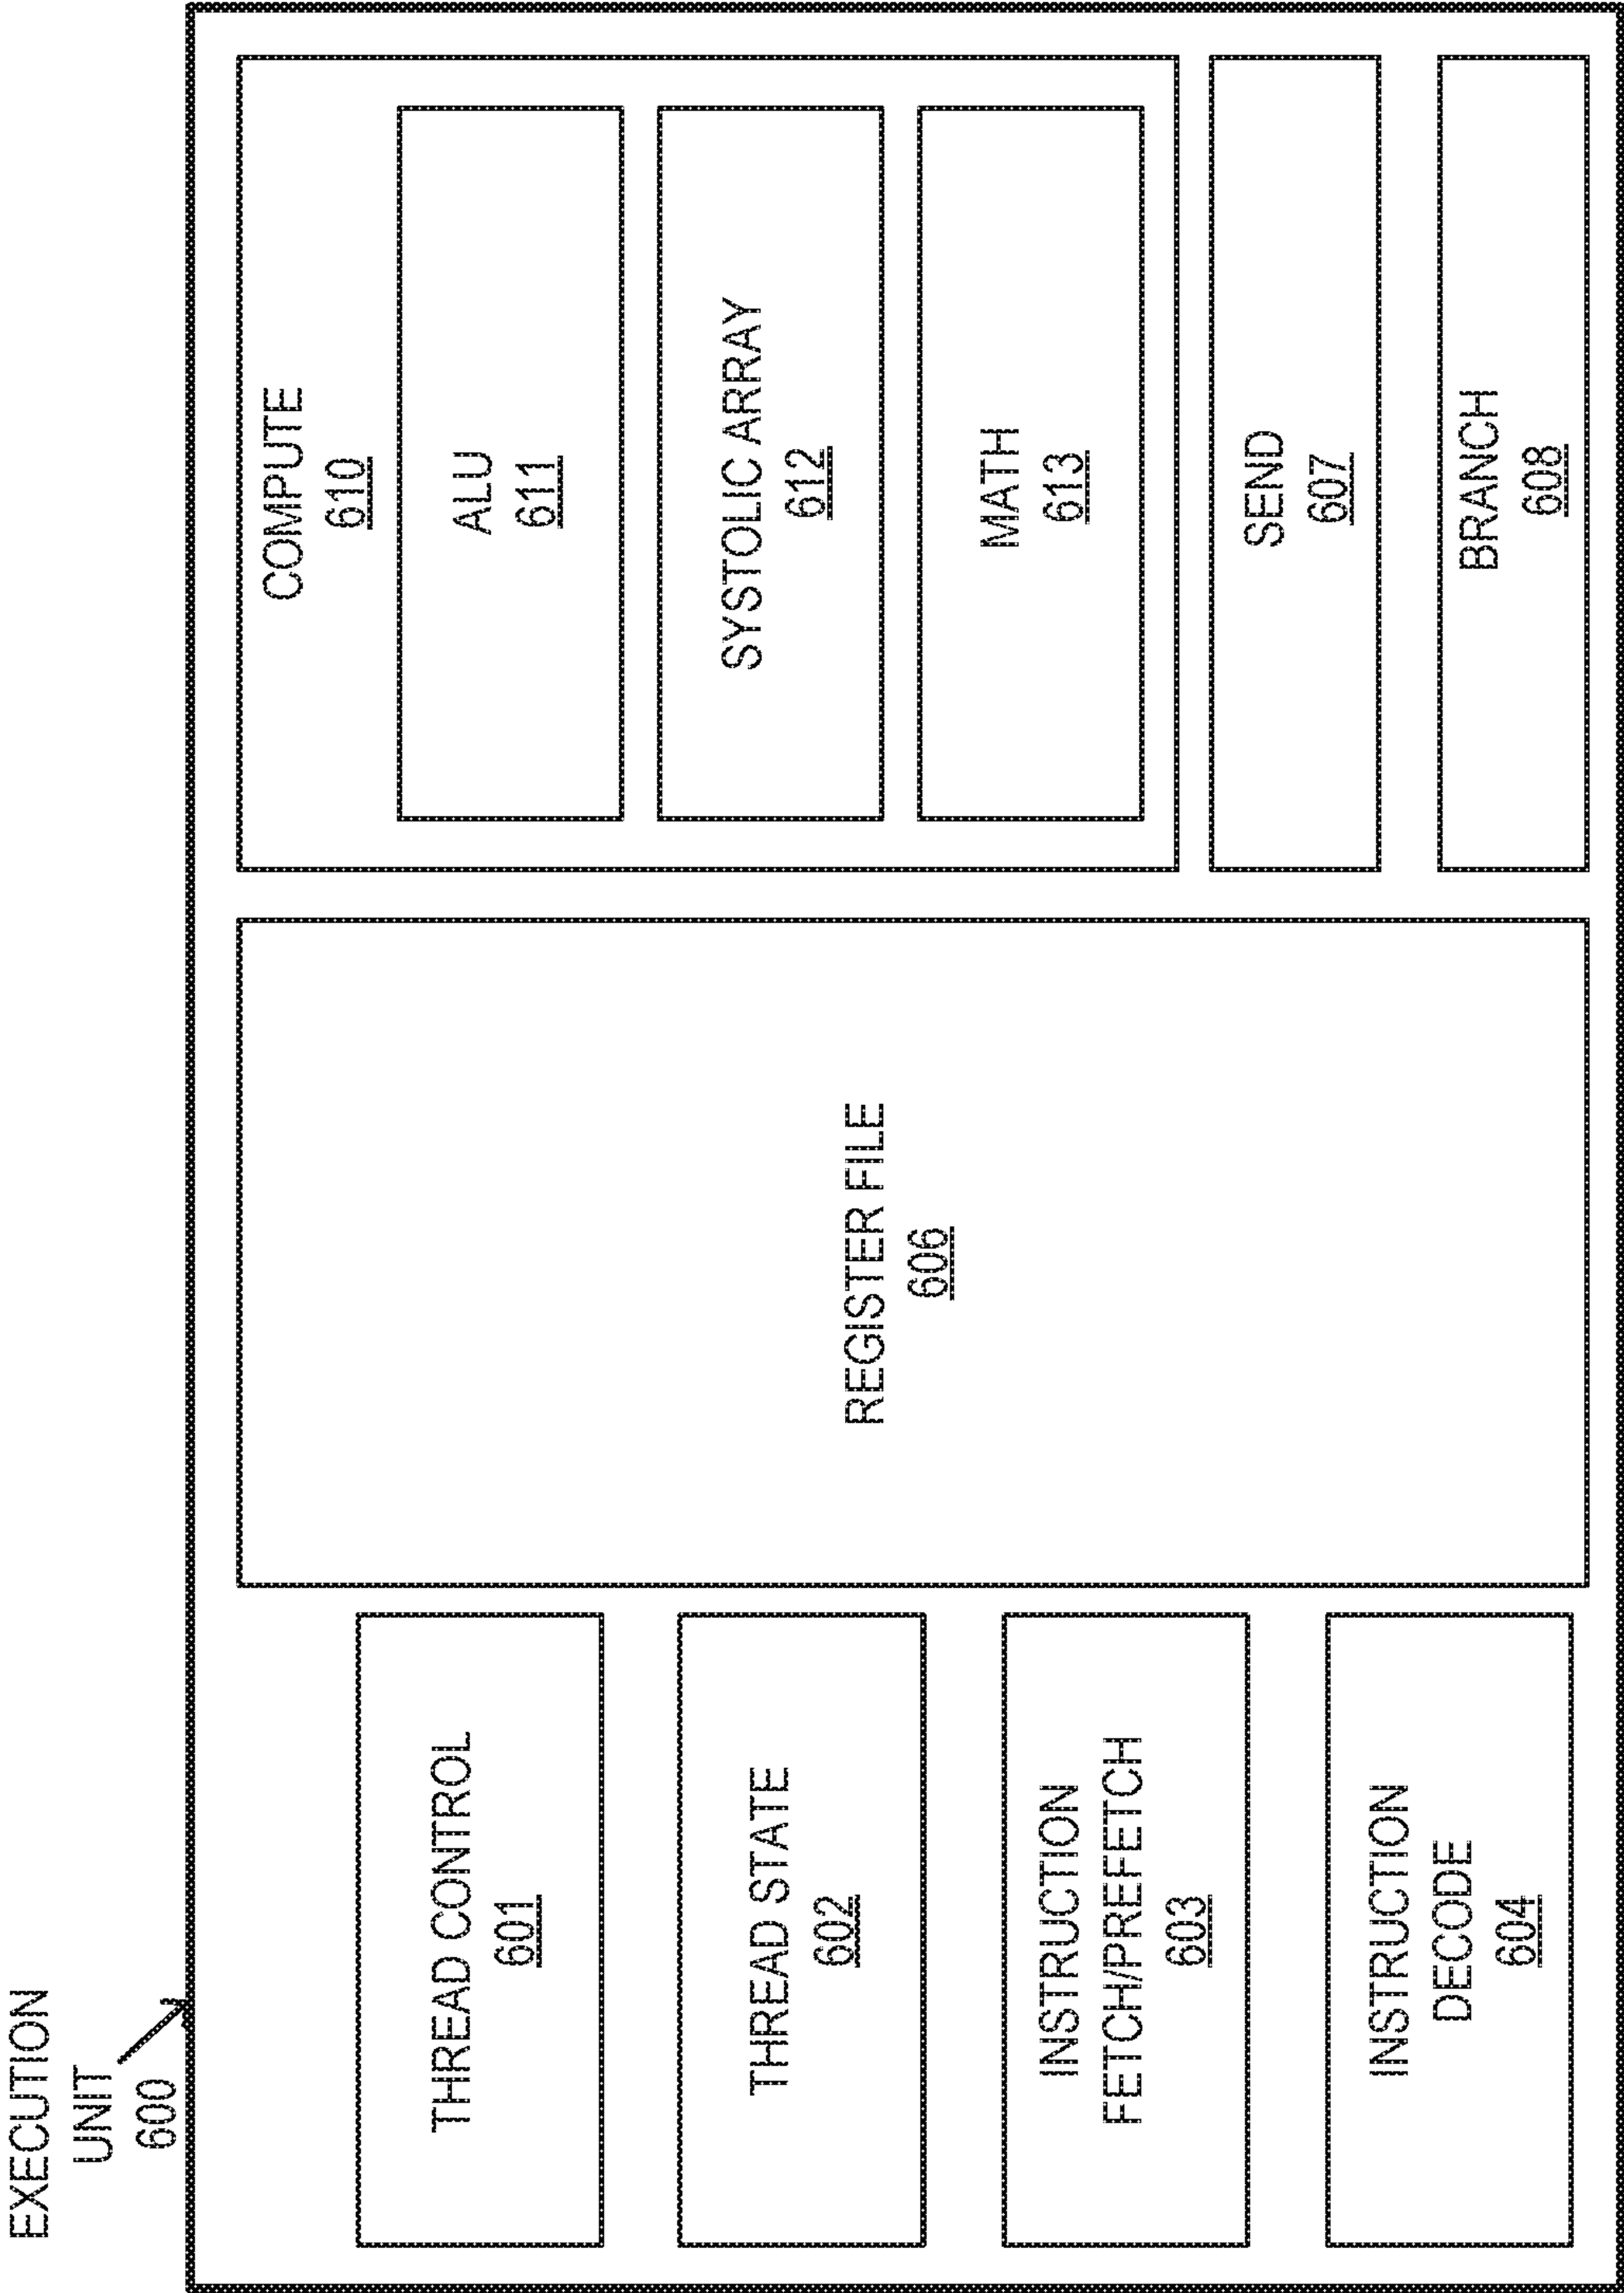 EXECUTION
UNIT
600
THREAD CONTROL
601
THREAD STATE
602
INSTRUCTION
FETCH/PREFETCH
603
INSTRUCTION
DECODE
604
REGISTER FILE
606
COMPUTE
610
ALU
611
SYSTOLIC ARRAY
612
MATH
613
SEND
607
BRANCH
608